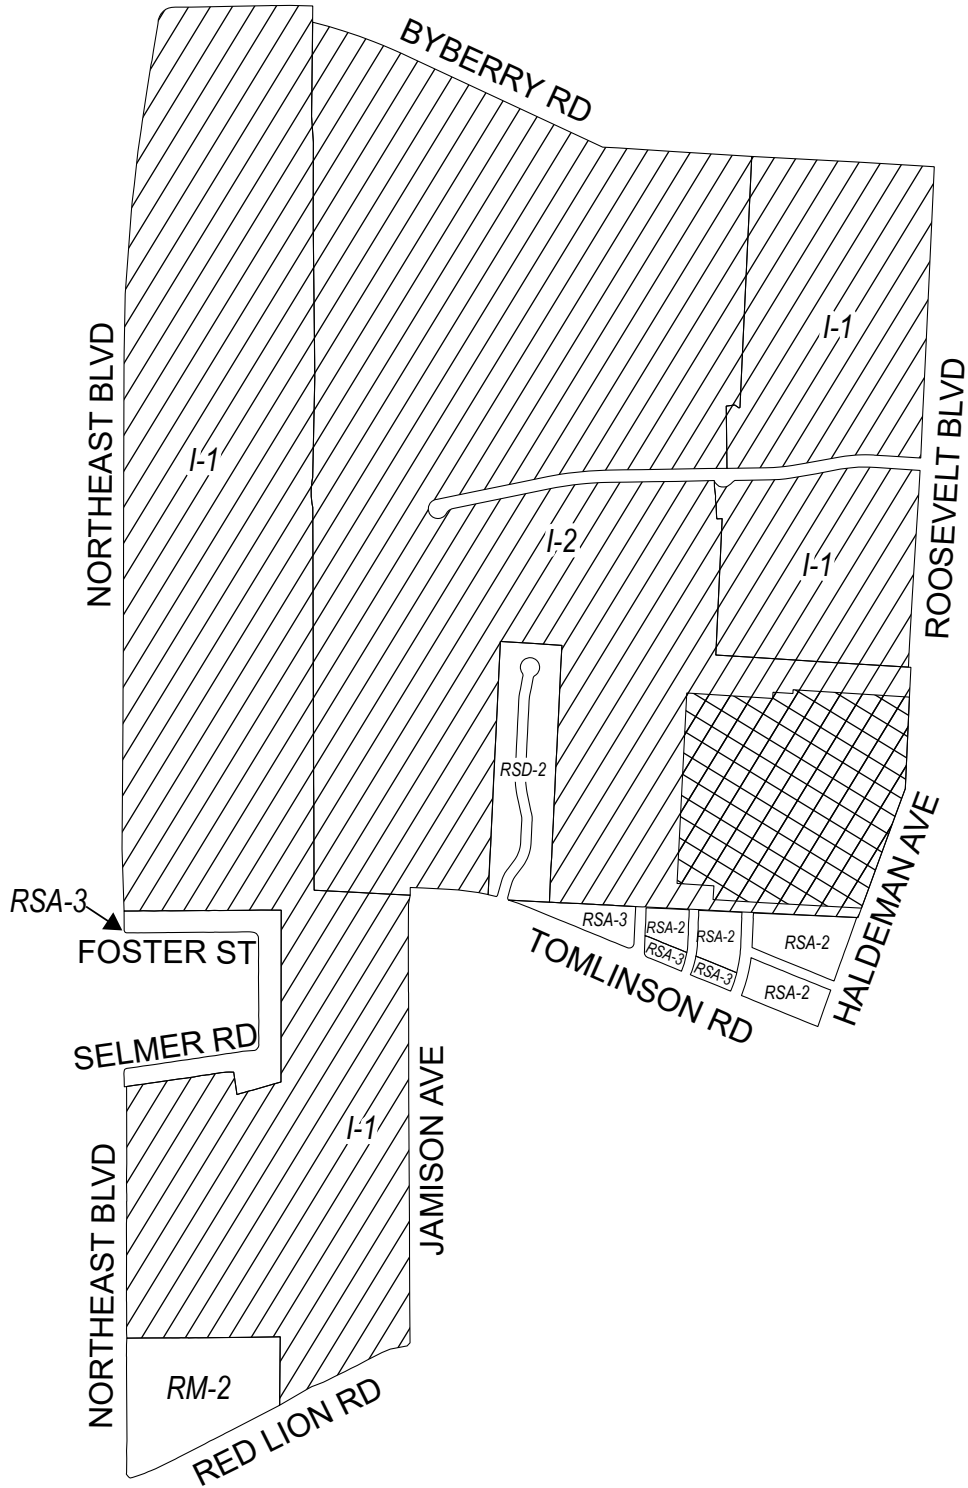 BYBERRY RD
I-1
NORTHEAST BLVD
ROOSEVELT BLVD
I-1
I-2
I-1
RSD-2
HALDEMAN AVE
RSA-3
FOSTER ST
RSA-3
RSA-2
RSA-2
RSA-2
RSA-3
RSA-3
RSA-2
TOMLINSON RD
SELMER RD
JAMISON AVE
I-1
NORTHEAST BLVD
RM-2
RED LION RD